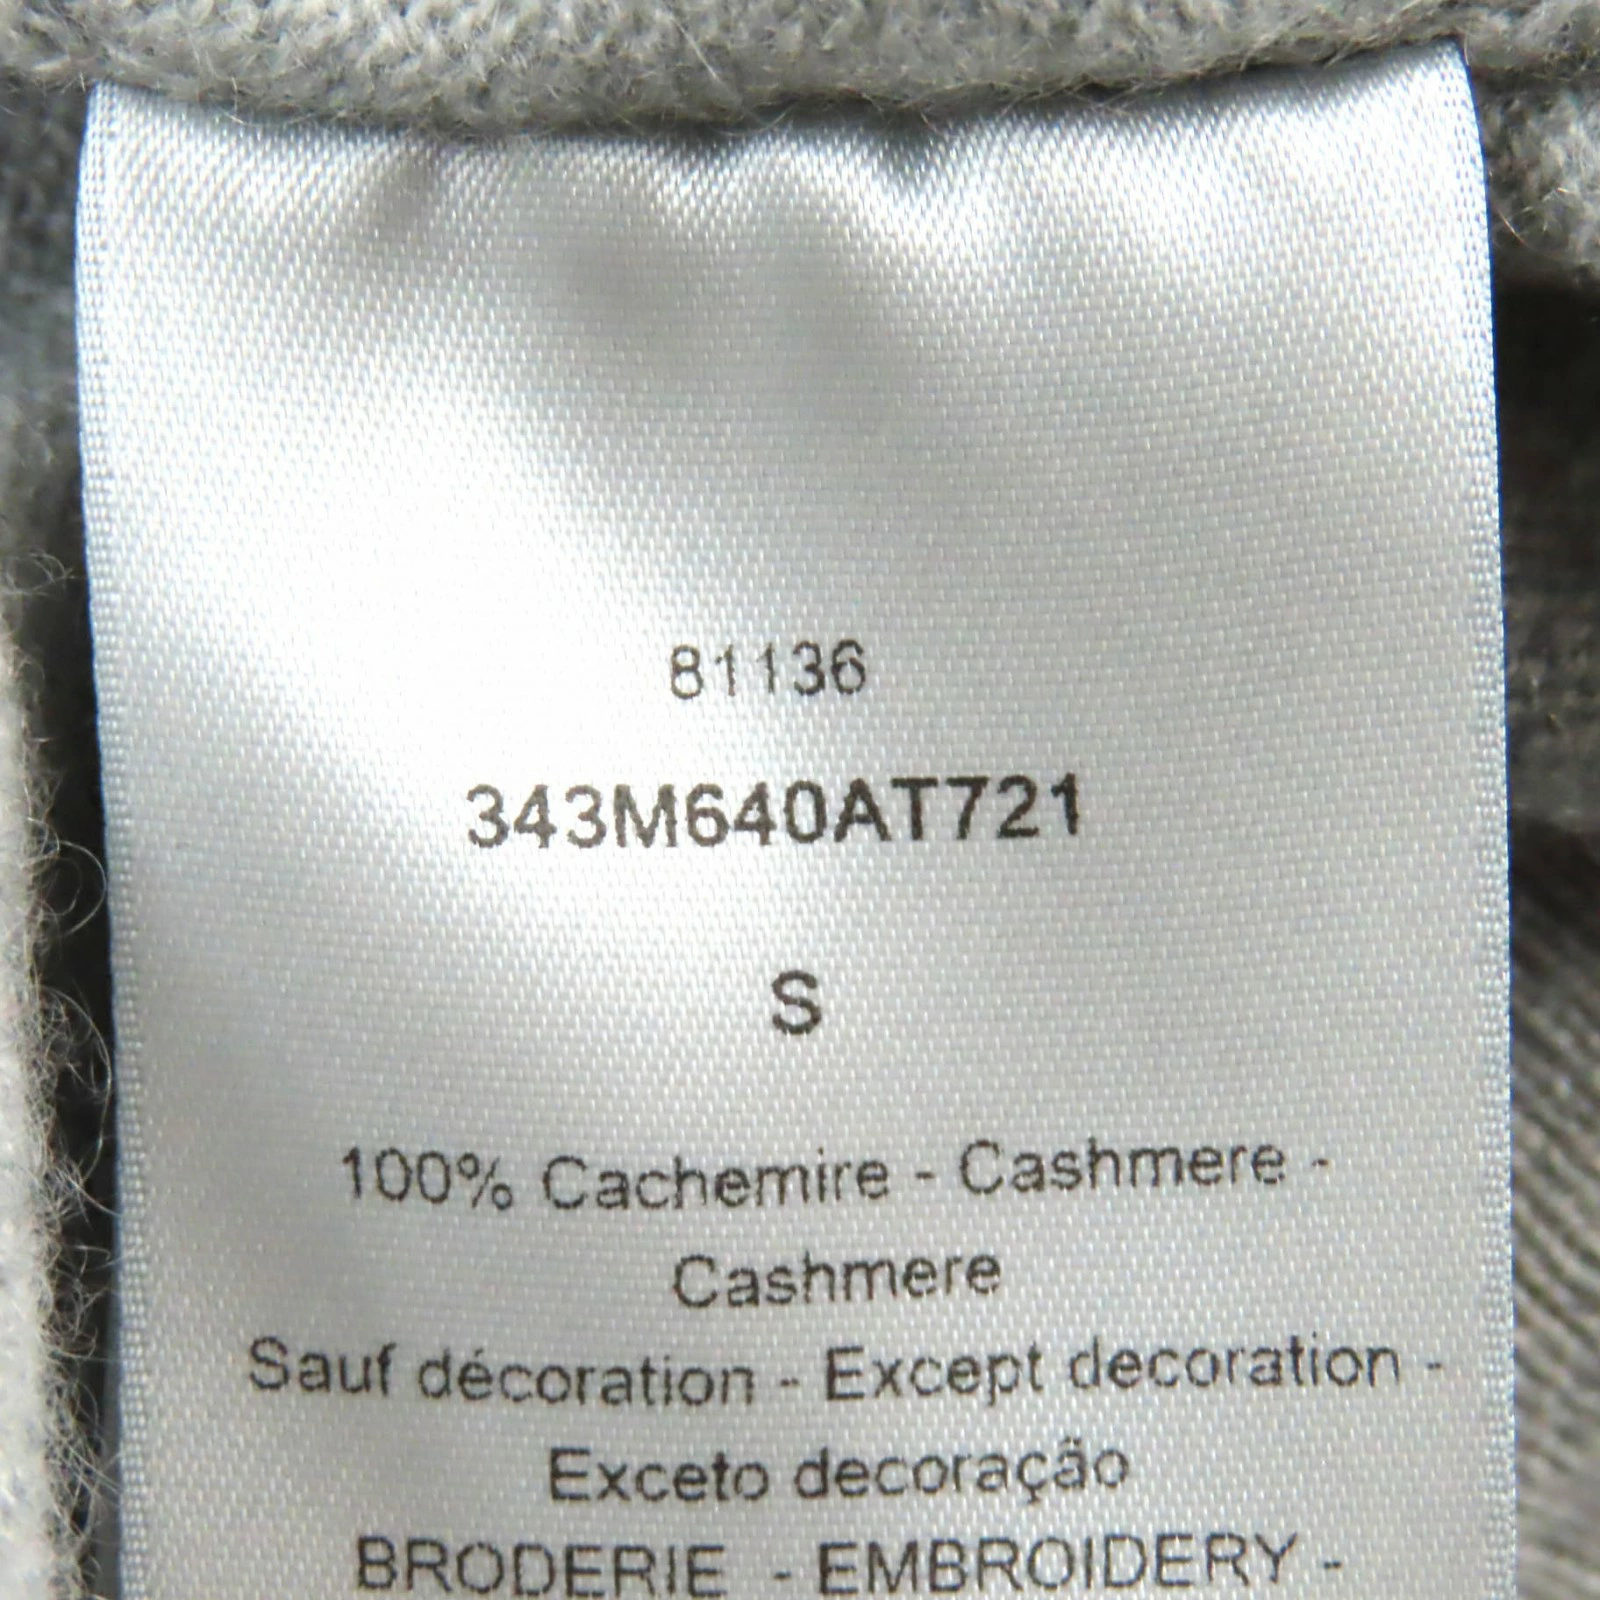 81136
343M640AT721
S
100% Cachemire - Cashmere -
Cashmere
Sauf décoration - Except decoration -
Exceto decoração
BRODERIE - EMBROIDERY -